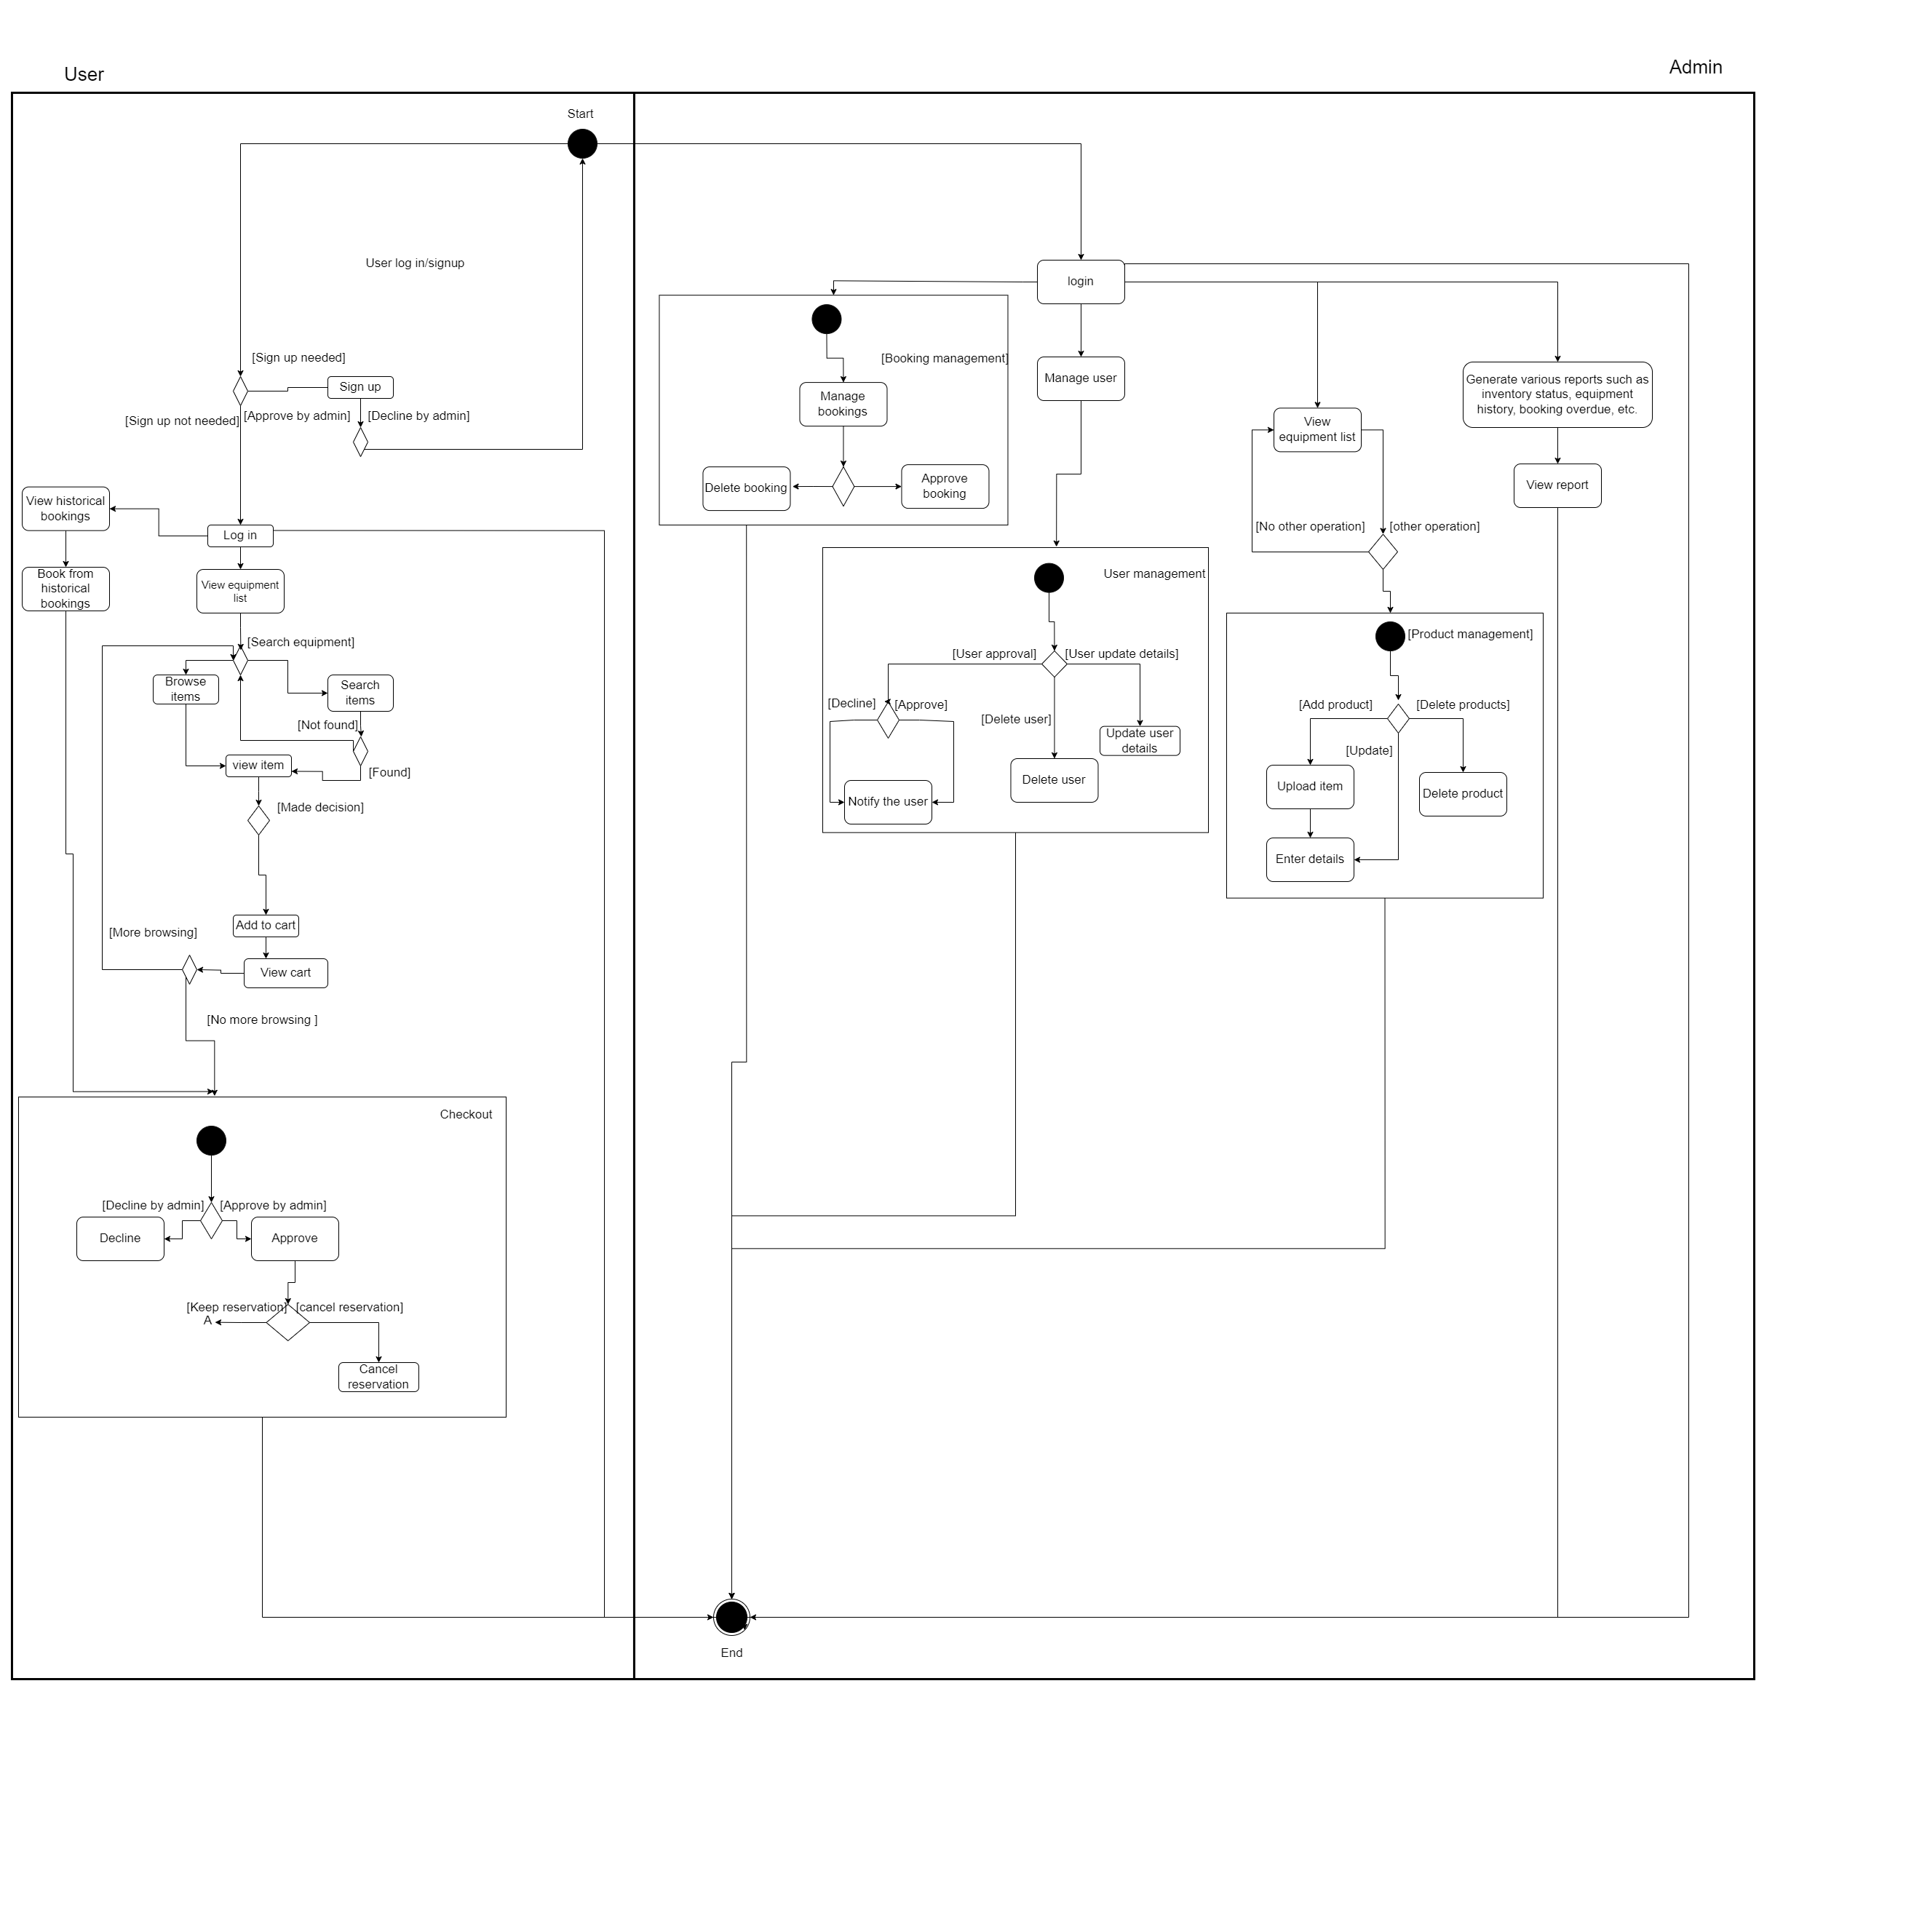 User
Admin
Start
User log in/signup
[Sign up needed]
Sign up
[Sign up not needed]
[Approve by admin]
[Decline by admin]
View historical
bookings
Log in
Book from
historical
bookings
View equipment
list
[Search equipment]
Browse
items
Search
items
[Not found]
view item
[Found]
[Made decision]
Add to cart
[More browsing]
View cart
[No more browsing ]
Checkout
[Decline by admin]
[Approve by admin]
Decline
Approve
[Keep reservation]
[cancel reservation]
A
Cancel
reservation
login
[Booking management]
Manage
bookings
Delete booking
Approve
booking
Manage user
User management
[User approval]
[User update details]
[Decline]
[Approve]
[Delete user]
Update user
details
Delete user
Notify the user
View
equipment list
[No other operation]
[other operation]
[Product management]
[Add product]
[Delete products]
[Update]
Upload item
Delete product
Enter details
Generate various reports such as
inventory status, equipment
history, booking overdue, etc.
View report
End